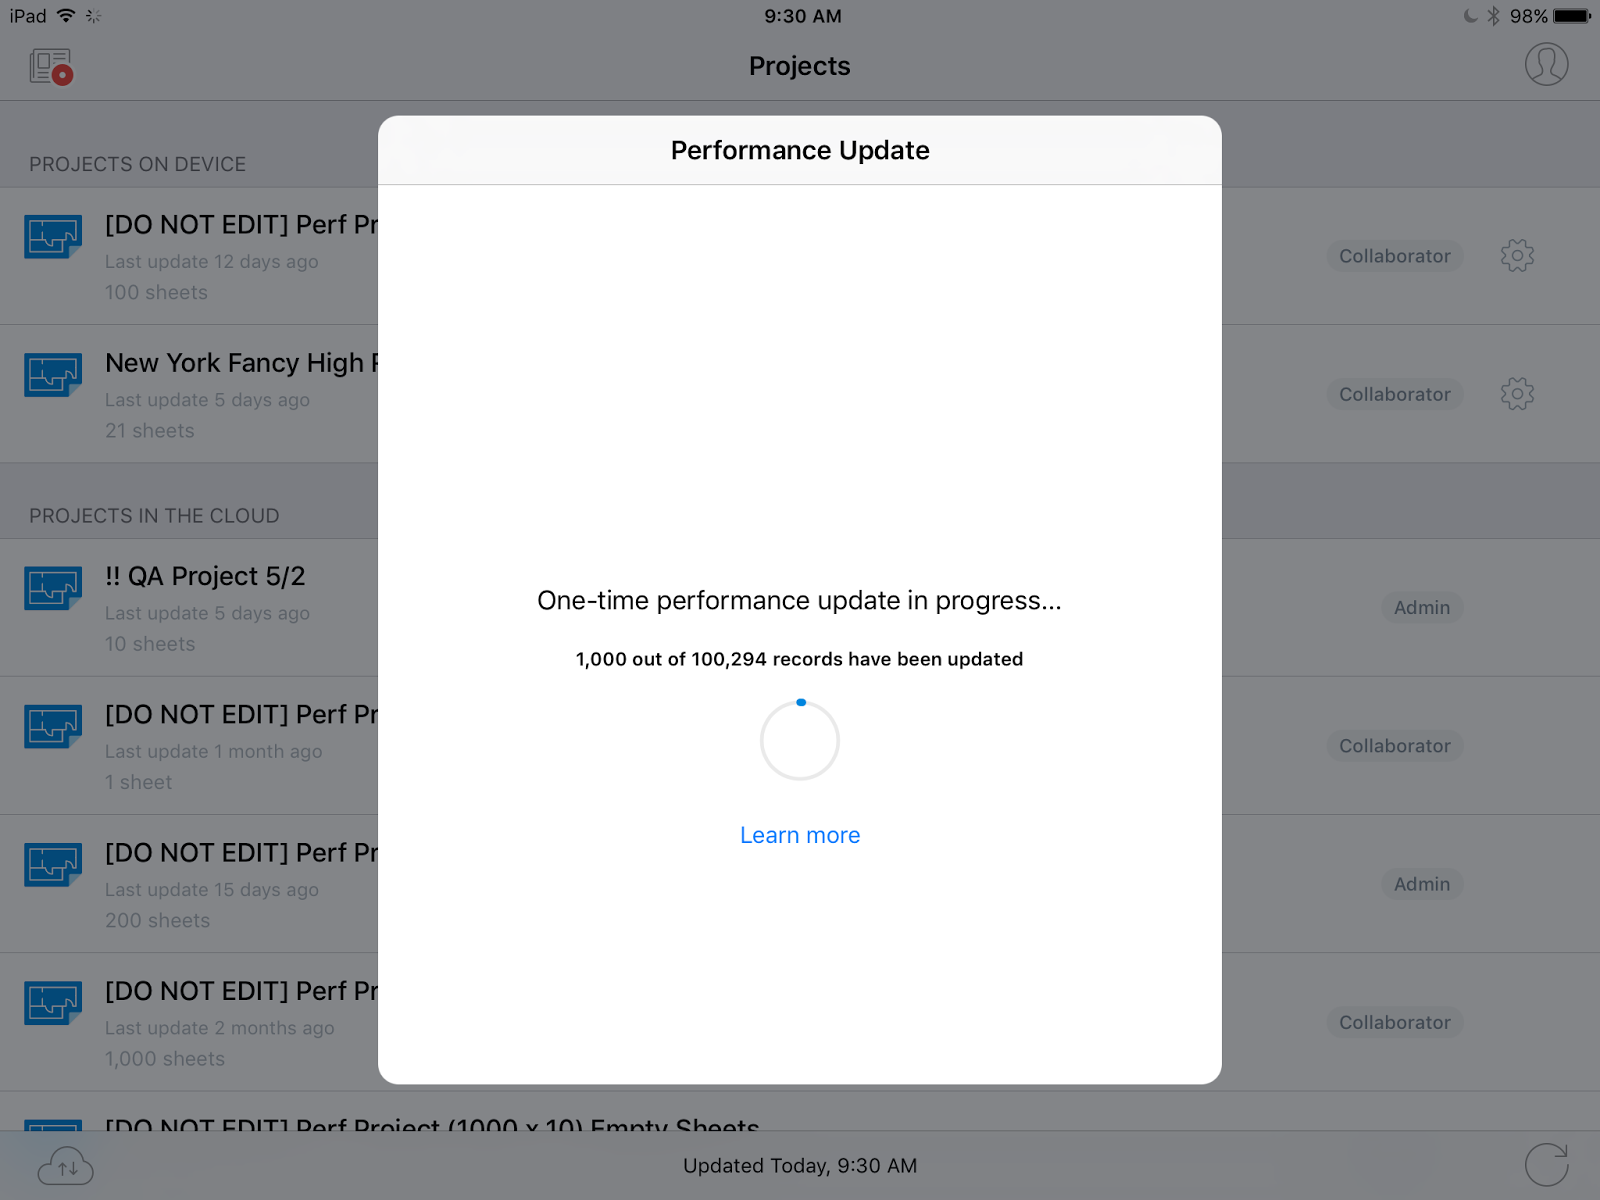 iPad 9:30 AM 98%
Projects
Performance Update
PROJECTS ON DEVICE
[DO NOT EDIT] Perf Pr
Last update 12 days ago
100 sheets
Collaborator
New York Fancy High
Last update 5 days ago
21 sheets
Collaborator
PROJECTS IN THE CLOUD
!! QA Project 5/2
Last update 5 days ago
10 sheets
Admin
One-time performance update in progress...
1,000 out of 100,294 records have been updated
Learn more
[DO NOT EDIT] Perf Pr
Last update 1 month ago
1 sheet
Collaborator
[DO NOT EDIT] Perf Pr
Last update 15 days ago
200 sheets
Admin
[DO NOT EDIT] Perf Pr
Last update 2 months ago
1,000 sheets
Collaborator
[DO NOT EDIT] Perf Project (1000 x 10) Empty Sheets
Updated Today, 9:30 AM